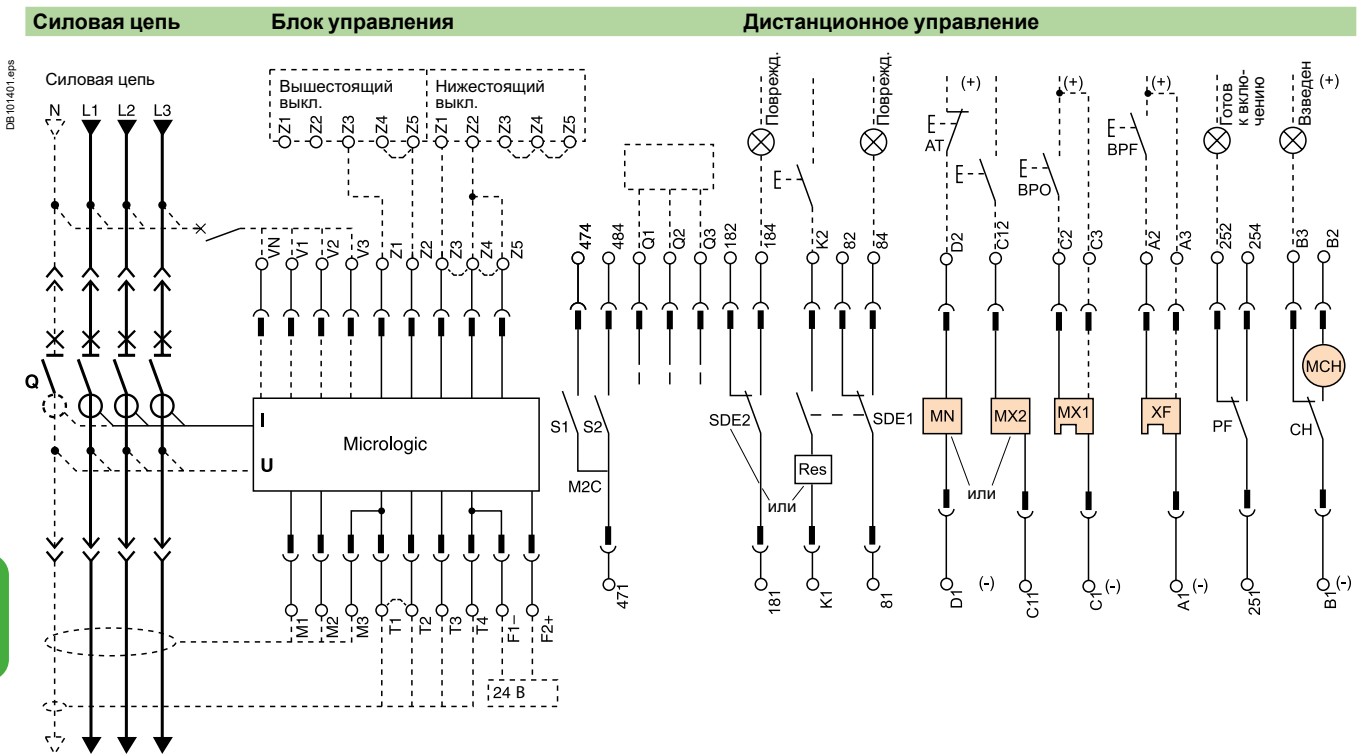 Силовая цепь Блок управления Дистанционное управление
DB101401.eps
Силовая цепь
N L1 L2 L3
Вышестоящий
выкл.
Нижестоящий
выкл.
Z1 Z2 Z3 Z4 Z5 Z1 Z2 Z3 Z4 Z5
Поврежд.
Поврежд.
(+)
(+)
(+)
Готов
к вклю-
чению
Взведен
(+)
AT
BPO
BPF
VN V1 V2 V3 Z1 Z2 Z3 Z4 Z5
474 484 Q1 Q2 Q3 182 184 K2 82 84 D2 C12 C2 C3 A2 A3 252 254 B3 B2
Q
I
U
Micrologic
S1 S2
M2C
SDE2
Res
или
SDE1
MN
MX2
или
MX1
XF
PF
CH
MCH
M1 M2 M3 T1 T2 T3 T4 F1– F2+
24 В
471 181 K1 81 D1 (-) C11 C1 (-) A1 (-) 251 B1 (-)